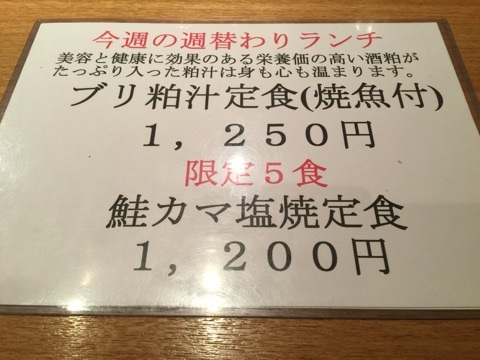 今週の週替わりランチ
美容と健康に効果のある栄養価の高い酒粕が
たっぷり入った粕汁は身も心も温まります。
ブリ粕汁定食(焼魚付)
１，２５０円
限定５食
鮭カマ塩焼定食
１，２００円